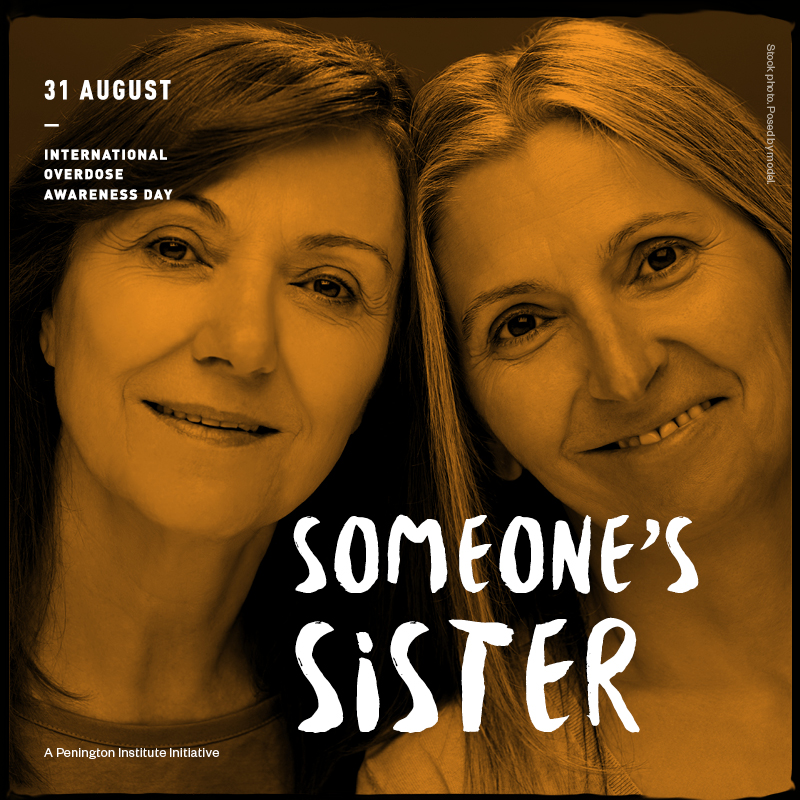 31 AUGUST
INTERNATIONAL
OVERDOSE
AWARENESS DAY
Stock photo. Posed by model.
SOMEONE'S
SiSTER
A Penington Institute Initiative